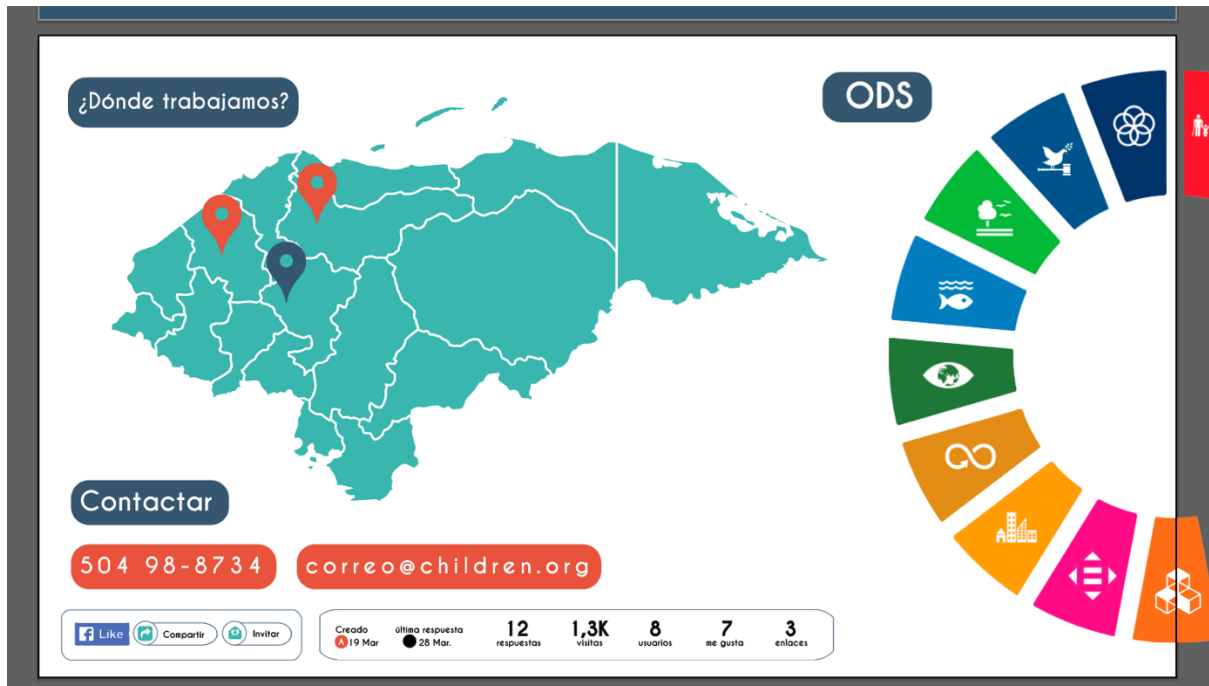 ¿Dónde trabajamos?
ODS
Contactar
504 98-8734
correo@children.org
Like
Compartir
Invitar
Creado
A 19 Mar
última respuesta
28 Mar.
12
respuestas
1,3K
visitas
8
usuarios
7
me gusta
3
enlaces